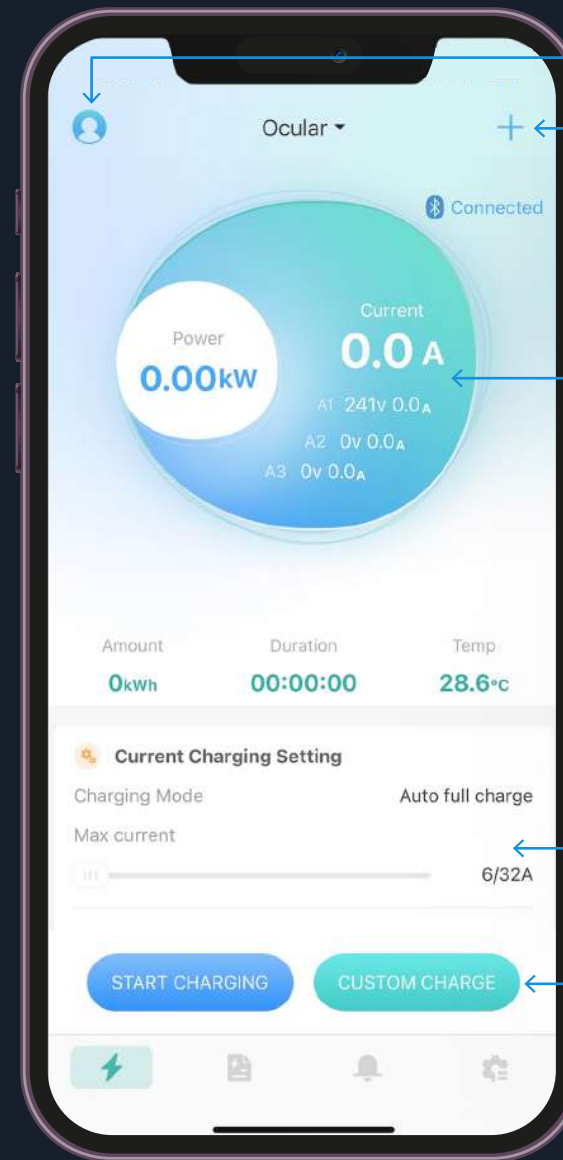 Ocular
Connected
Current
Power
0.0 A
0.00kW
A1 241v 0.0A
A2 0v 0.0A
A3 0v 0.0A
Amount Duration Temp
0kWh 00:00:00 28.6°C
Current Charging Setting
Charging Mode Auto full charge
Max current
6/32A
START CHARGING CUSTOM CHARGE